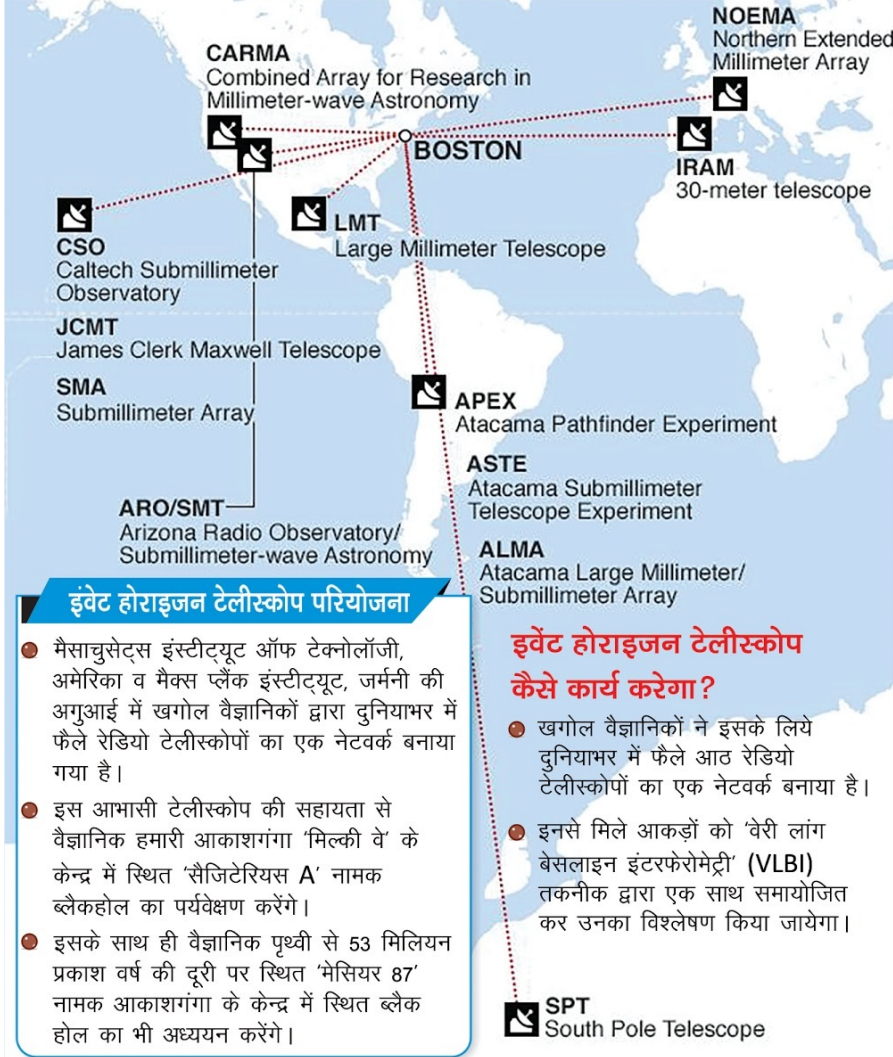 NOEMA
Northern Extended
Millimeter Array
CARMA
Combined Array for Research in
Millimeter-wave Astronomy
BOSTON
IRAM
30-meter telescope
LMT
Large Millimeter Telescope
CSO
Caltech Submillimeter
Observatory
JCMT
James Clerk Maxwell Telescope
SMA
Submillimeter Array
APEX
Atacama Pathfinder Experiment
ASTE
Atacama Submillimeter
Telescope Experiment
ARO/SMT
Arizona Radio Observatory/
Submillimeter-wave Astronomy
ALMA
Atacama Large Millimeter/
Submillimeter Array
इंवेट होराइजन टेलीस्कोप परियोजना
मैसाचुसेट्स इंस्टीट्यूट ऑफ टेक्नोलॉजी,
अमेरिका व मैक्स प्लैंक इंस्टीट्यूट, जर्मनी की
अगुआई में खगोल वैज्ञानिकों द्वारा दुनियाभर में
फैले रेडियो टेलीस्कोपों का एक नेटवर्क बनाया
गया है।
इस आभासी टेलीस्कोप की सहायता से
वैज्ञानिक हमारी आकाशगंगा 'मिल्की वे' के
केन्द्र में स्थित 'सैजिटेरियस A' नामक
ब्लैकहोल का पर्यवेक्षण करेंगे।
इसके साथ ही वैज्ञानिक पृथ्वी से 53 मिलियन
प्रकाश वर्ष की दूरी पर स्थित 'मेसियर 87'
नामक आकाशगंगा के केन्द्र में स्थित ब्लैक
होल का भी अध्ययन करेंगे।
इवेंट होराइजन टेलीस्कोप
कैसे कार्य करेगा?
खगोल वैज्ञानिकों ने इसके लिये
दुनियाभर में फैले आठ रेडियो
टेलीस्कोपों का एक नेटवर्क बनाया है।
इनसे मिले आकड़ों को 'वेरी लांग
बेसलाइन इंटरफेरोमेट्री' (VLBI)
तकनीक द्वारा एक साथ समायोजित
कर उनका विश्लेषण किया जायेगा।
SPT
South Pole Telescope